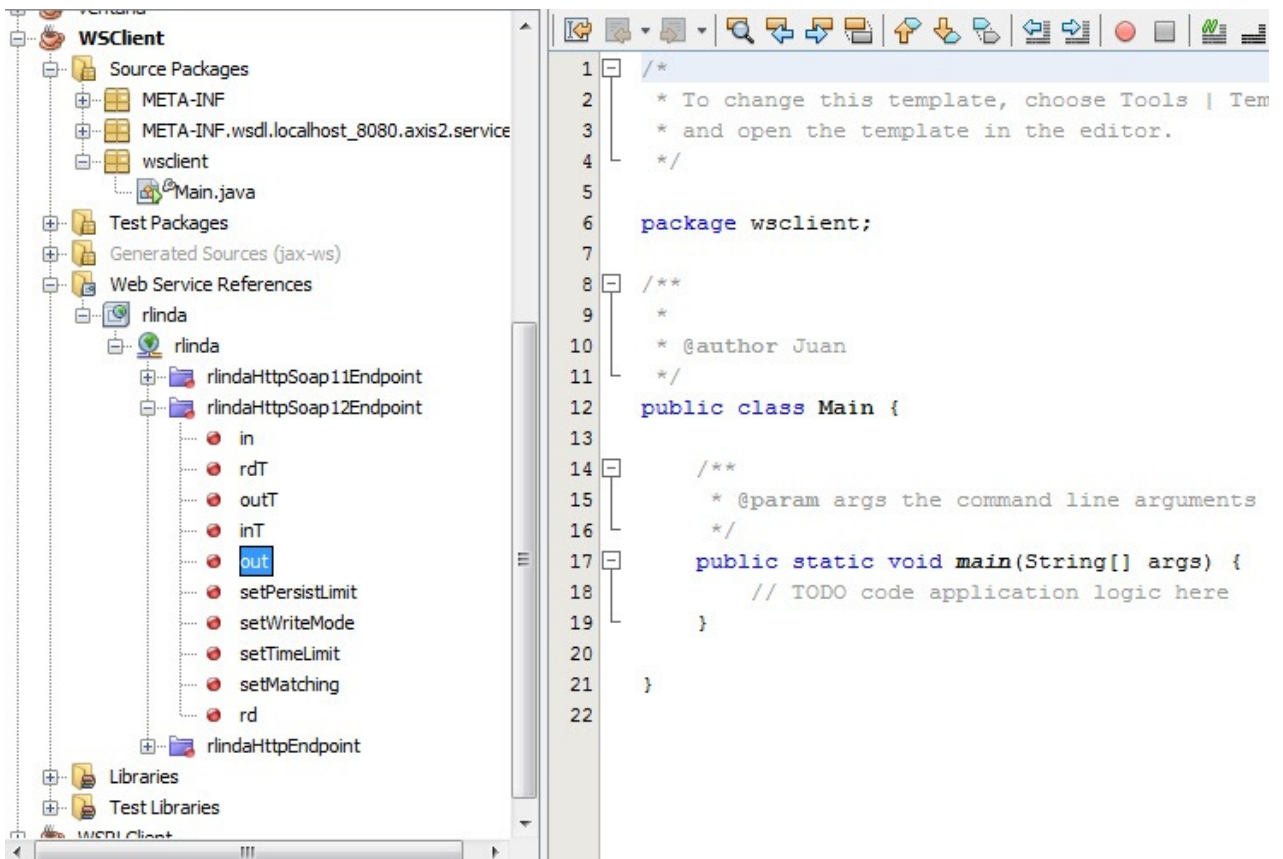 WSClient
Source Packages
META-INF
META-INF.wsdl.localhost_8080.axis2.service
wsclient
Main.java
Test Packages
Generated Sources (jax-ws)
Web Service References
rlinda
rlinda
rlindaHttpSoap11Endpoint
rlindaHttpSoap12Endpoint
in
rdT
outT
inT
out
setPersistLimit
setWriteMode
setTimeLimit
setMatching
rd
rlindaHttpEndpoint
Libraries
Test Libraries
1 /*
2 * To change this template, choose Tools | Tem
3 * and open the template in the editor.
4 */
5
6 package wsclient;
7
8 /**
9 *
10 * @author Juan
11 */
12 public class Main {
13
14 /**
15 * @param args the command line arguments
16 */
17 public static void main(String[] args) {
18 // TODO code application logic here
19 }
20
21 }
22